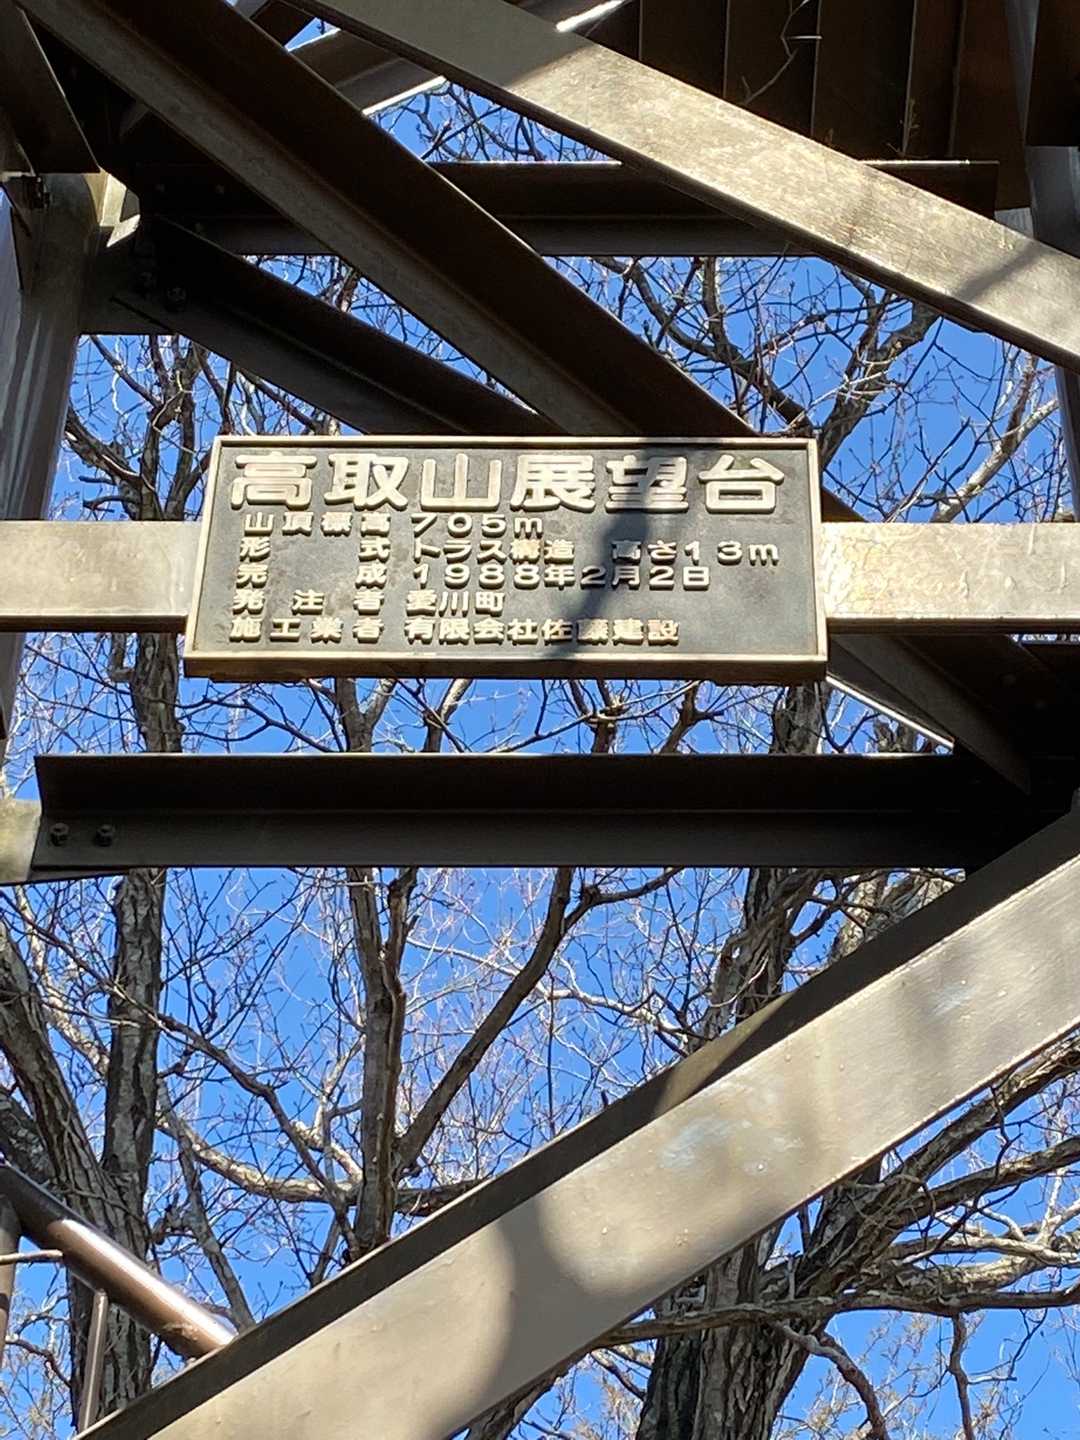 高取山展望台
山頂標高 705m
形式 トラス構造 高さ13m
完成 1988年2月2日
発注者 愛川町
施工業者 有限会社佐藤建設